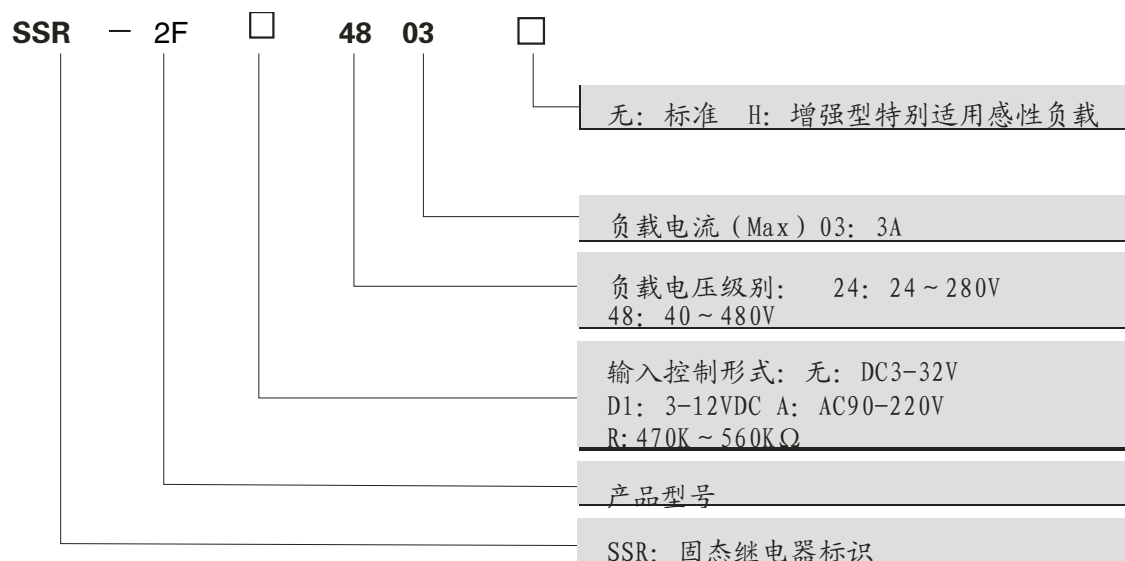 SSR － 2F □ 48 03 □
无: 标准 H: 增强型特别适用感性负载
负载电流（Max）03: 3A
负载电压级别: 24: 24～280V
48: 40～480V
输入控制形式: 无: DC3-32V
D1: 3-12VDC A: AC90-220V
R:470K～560KΩ
产品型号
SSR: 固态继电器标识